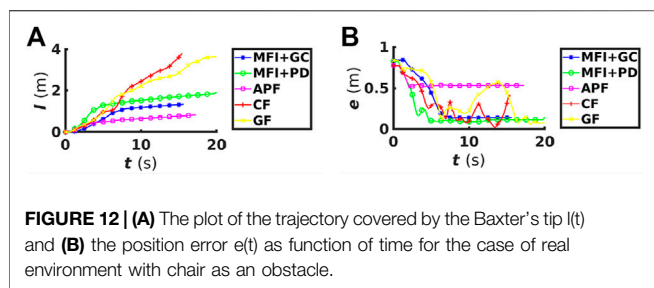 A
4
2
0
l (m)
0
10
20
t (s)
MFI+GC
MFI+PD
APF
CF
GF
B
1
0.5
0
e (m)
0
5
10
15
20
t (s)
MFI+GC
MFI+PD
APF
CF
GF
FIGURE 12 | (A) The plot of the trajectory covered by the Baxter's tip l(t)
and (B) the position error e(t) as function of time for the case of real
environment with chair as an obstacle.